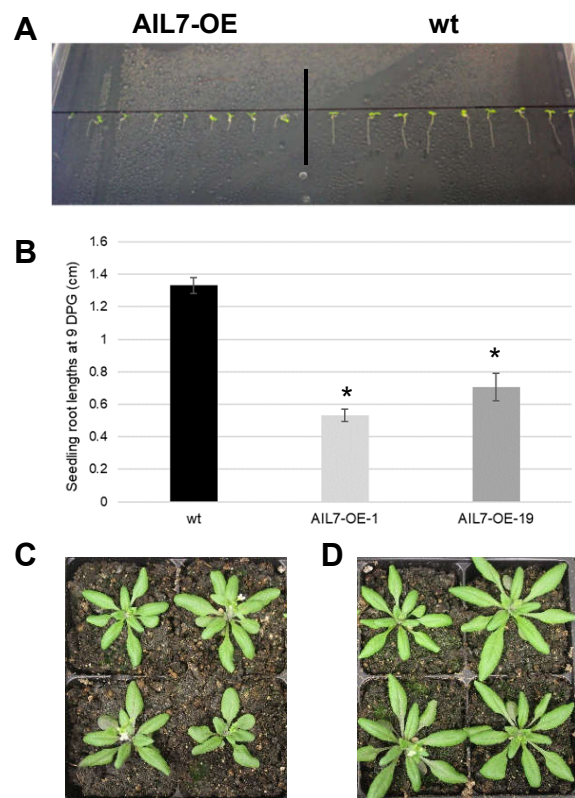 A
AIL7-OE wt
B
Seedling root lengths at 9 DPG (cm)
1.6
1.4
1.2
1
0.8
0.6
0.4
0.2
0
*
*
wt AIL7-OE-1 AIL7-OE-19
C D